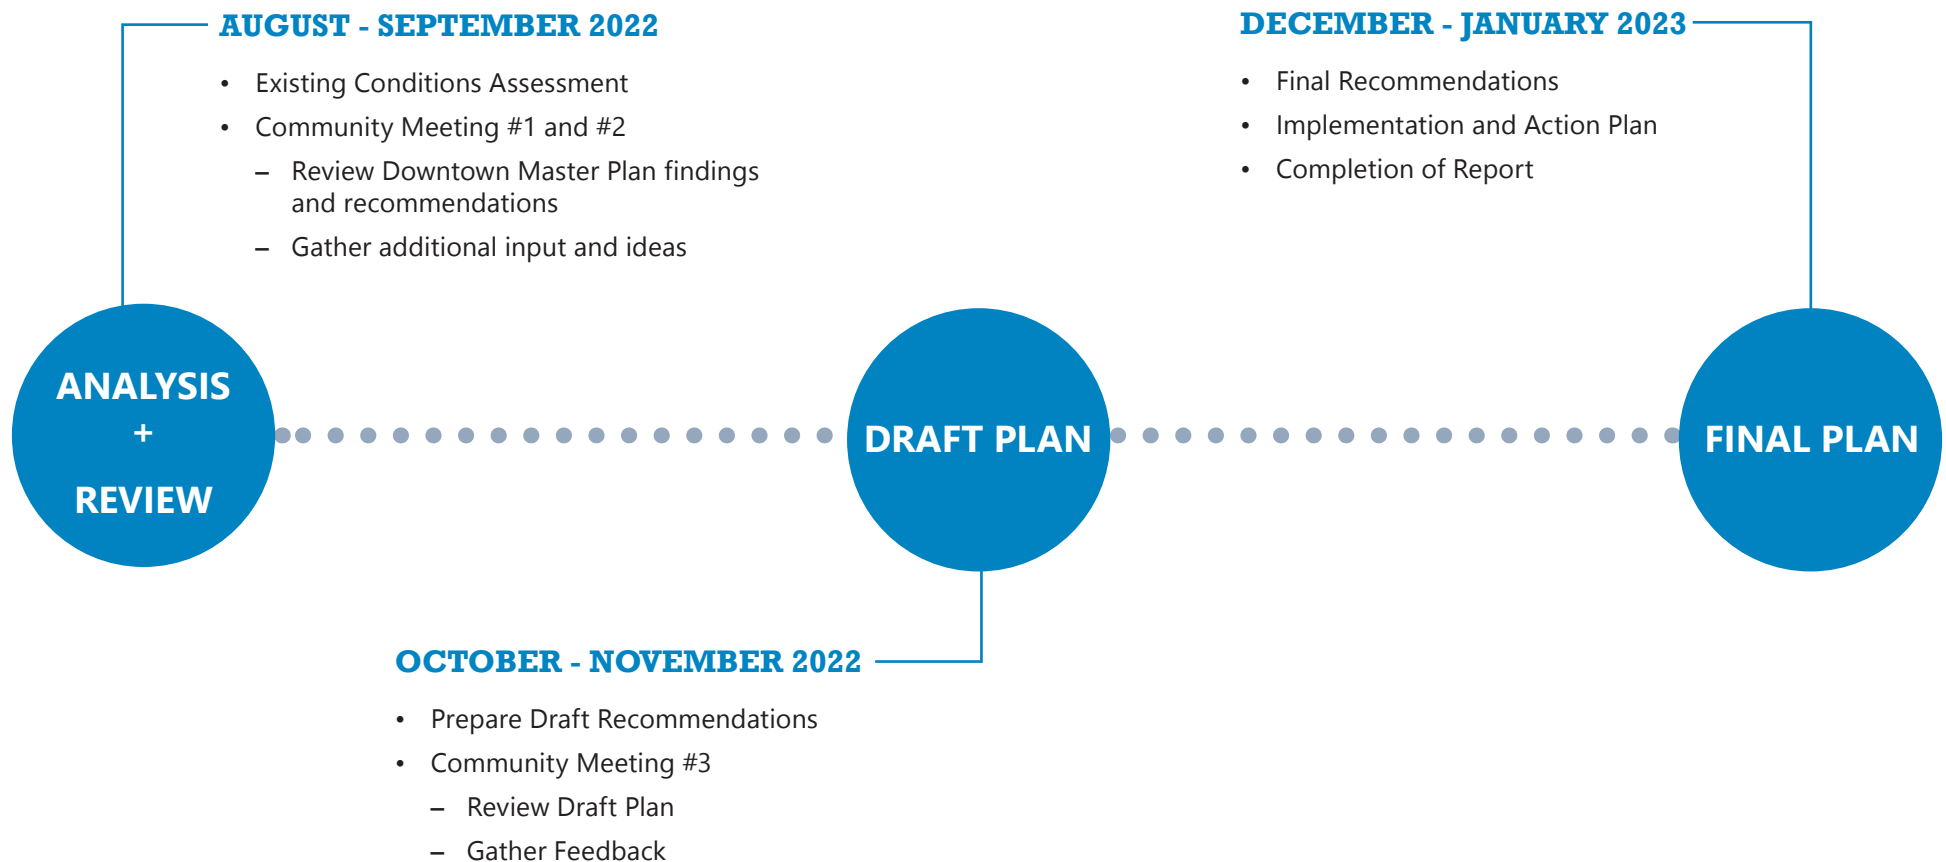 AUGUST - SEPTEMBER 2022
• Existing Conditions Assessment
• Community Meeting #1 and #2
– Review Downtown Master Plan findings
and recommendations
– Gather additional input and ideas
DECEMBER - JANUARY 2023
• Final Recommendations
• Implementation and Action Plan
• Completion of Report
ANALYSIS
+
REVIEW
DRAFT PLAN
FINAL PLAN
OCTOBER - NOVEMBER 2022
• Prepare Draft Recommendations
• Community Meeting #3
– Review Draft Plan
– Gather Feedback